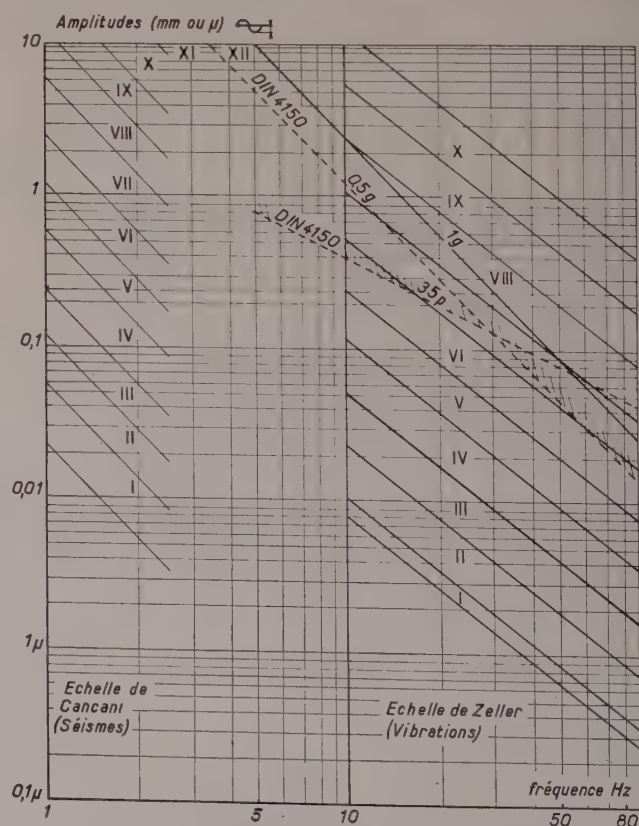 Amplitudes (mm ou µ)
10
X
XI
XII
IX
VIII
VII
VI
V
IV
III
II
I
DIN 4150
0,5g
DIN 4150
35p
1g
X
IX
VIII
VI
V
IV
III
II
I
1
0,1
0,01
1µ
0,1µ
Echelle de
Cancani
(Séismes)
Echelle de Zeller
(Vibrations)
fréquence Hz
1
2
5
10
50
80